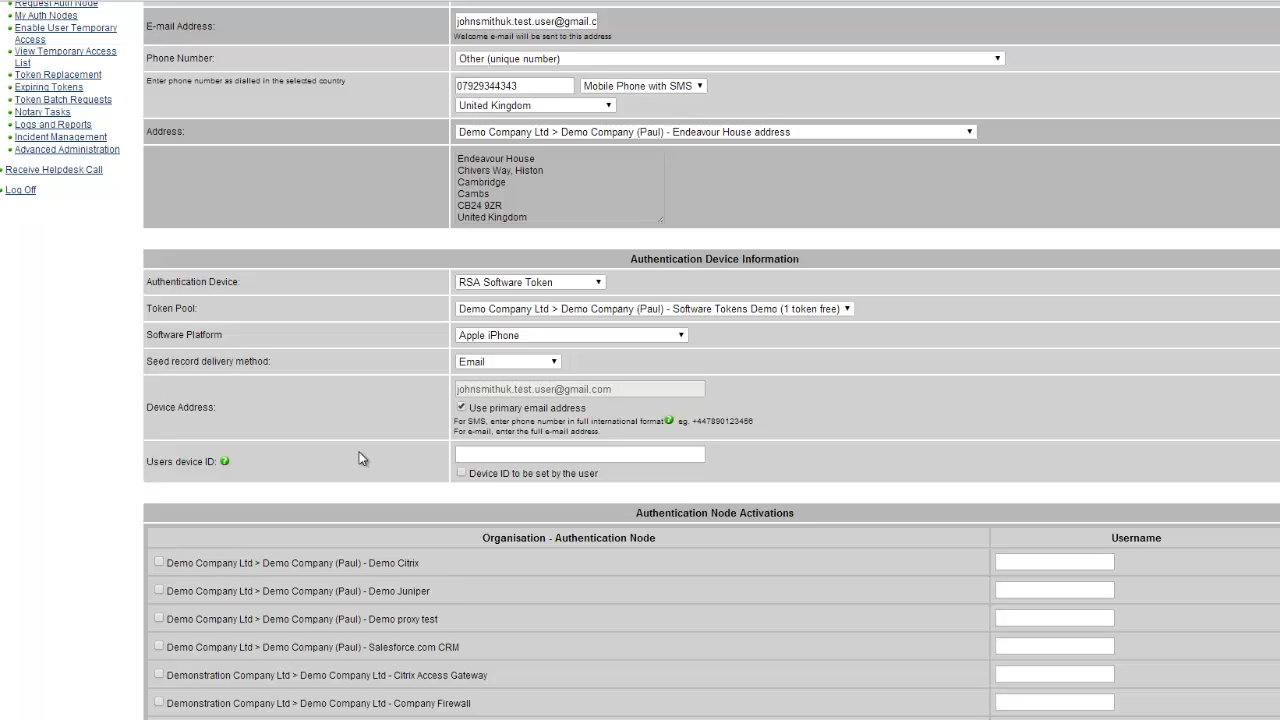 Request Auth Node
My Auth Nodes
Enable User Temporary
Access
View Temporary Access
List
Token Replacement
Expiring Tokens
Token Batch Requests
Notary Tasks
Logs and Reports
Incident Management
Advanced Administration
Receive Helpdesk Call
Log Off
E-mail Address:
johnsmithuk.test.user@gmail.c
Welcome e-mail will be sent to this address
Phone Number:
Other (unique number)
Enter phone number as dialled in the selected country
07929344343
Mobile Phone with SMS
United Kingdom
Address:
Demo Company Ltd > Demo Company (Paul) - Endeavour House address
Endeavour House
Chivers Way, Histon
Cambridge
Cambs
CB24 9ZR
United Kingdom
Authentication Device Information
Authentication Device:
RSA Software Token
Token Pool:
Demo Company Ltd > Demo Company (Paul) - Software Tokens Demo (1 token free)
Software Platform
Apple iPhone
Seed record delivery method:
Email
Device Address:
johnsmithuk.test.user@gmail.com
Use primary email address
For SMS, enter phone number in full international format eg. +447890123456
For e-mail, enter the full e-mail address.
Users device ID:
Device ID to be set by the user
Authentication Node Activations
Organisation - Authentication Node
Username
Demo Company Ltd > Demo Company (Paul) - Demo Citrix
Demo Company Ltd > Demo Company (Paul) - Demo Juniper
Demo Company Ltd > Demo Company (Paul) - Demo proxy test
Demo Company Ltd > Demo Company (Paul) - Salesforce.com CRM
Demonstration Company Ltd > Demo Company Ltd - Citrix Access Gateway
Demonstration Company Ltd > Demo Company Ltd - Company Firewall